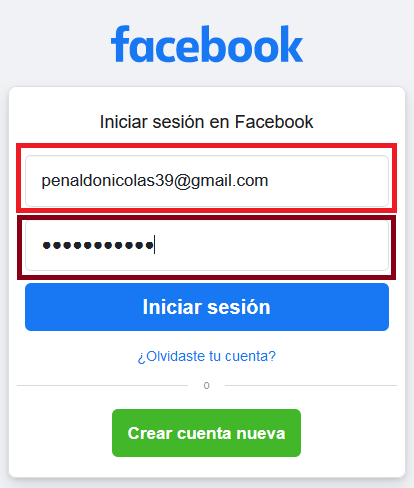 facebook
Iniciar sesión en Facebook
penaldonicolas39@gmail.com
●●●●●●●●●●●
Iniciar sesión
¿Olvidaste tu cuenta?
o
Crear cuenta nueva